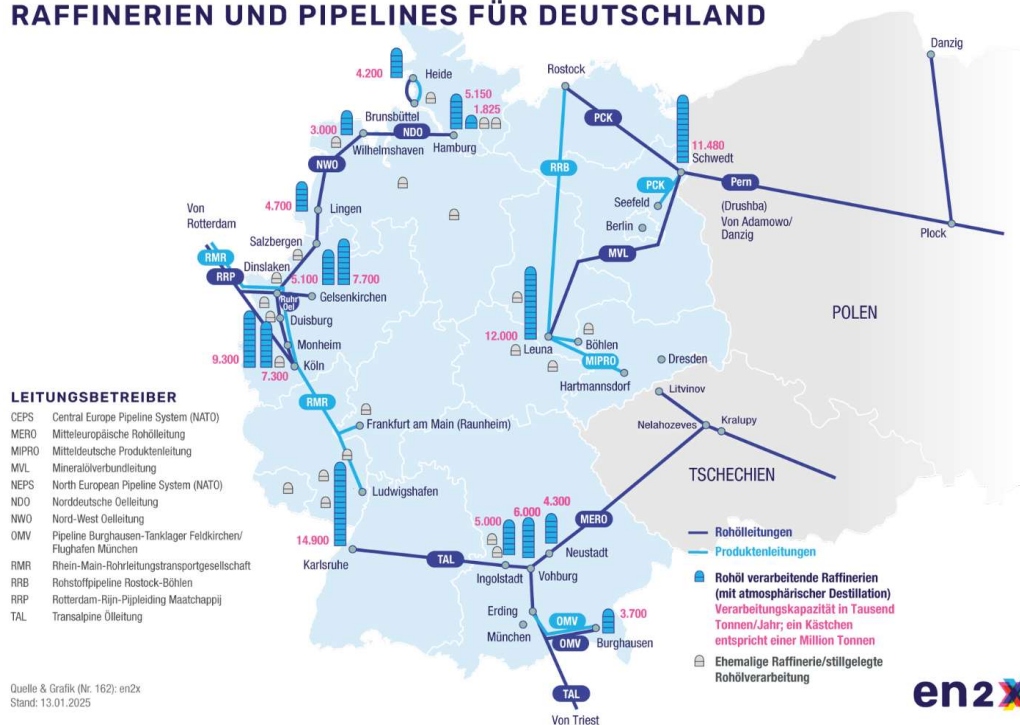 RAFFINERIEN UND PIPELINES FÜR DEUTSCHLAND
Danzig
4.200
Heide
Rostock
5.150
1.825
Brunsbüttel
3.000
NDO
PCK
Wilhelmshaven
Hamburg
11.480
Schwedt
NWO
RRB
PCK
Pern
Seefeld
(Drushba)
Von Adamowo/
Danzig
4.700
Lingen
Von
Rotterdam
Berlin
Plock
Salzbergen
MVL
RMR
Dinslaken
RRP
5.100
7.700
Gelsenkirchen
Ruhr
Oel
Duisburg
POLEN
Monheim
12.000
Leuna
Böhlen
9.300
Köln
7.300
MIPRO
Dresden
Hartmannsdorf
LEITUNGSBETREIBER
CEPS Central Europe Pipeline System (NATO)
MERO Mitteleuropäische Rohölleitung
MIPRO Mitteldeutsche Produktenleitung
MVL Mineralölverbundleitung
NEPS North European Pipeline System (NATO)
NDO Norddeutsche Oelleitung
NWO Nord-West Oelleitung
OMV Pipeline Burghausen-Tanklager Feldkirchen/
Flughafen München
RMR Rhein-Main-Rohrleitungstransportgesellschaft
RRB Rohstoffpipeline Rostock-Böhlen
RRP Rotterdam-Rijn-Pijpleiding Maatchappij
TAL Transalpine Ölleitung
RMR
Litvinov
Nelahozeves
Kralupy
Frankfurt am Main (Raunheim)
TSCHECHIEN
Ludwigshafen
14.900
Karlsruhe
5.000
6.000
4.300
MERO
Neustadt
TAL
Ingolstadt
Vohburg
Erding
München
OMV
OMV
3.700
Burghausen
TAL
Von Triest
Rohölleitungen
Produktenleitungen
Rohöl verarbeitende Raffinerien
(mit atmosphärischer Destillation)
Verarbeitungskapazität in Tausend
Tonnen/Jahr; ein Kästchen
entspricht einer Million Tonnen
Ehemalige Raffinerie/stillgelegte
Rohölverarbeitung
Quelle & Grafik (Nr. 162): en2x
Stand: 13.01.2025
en2x